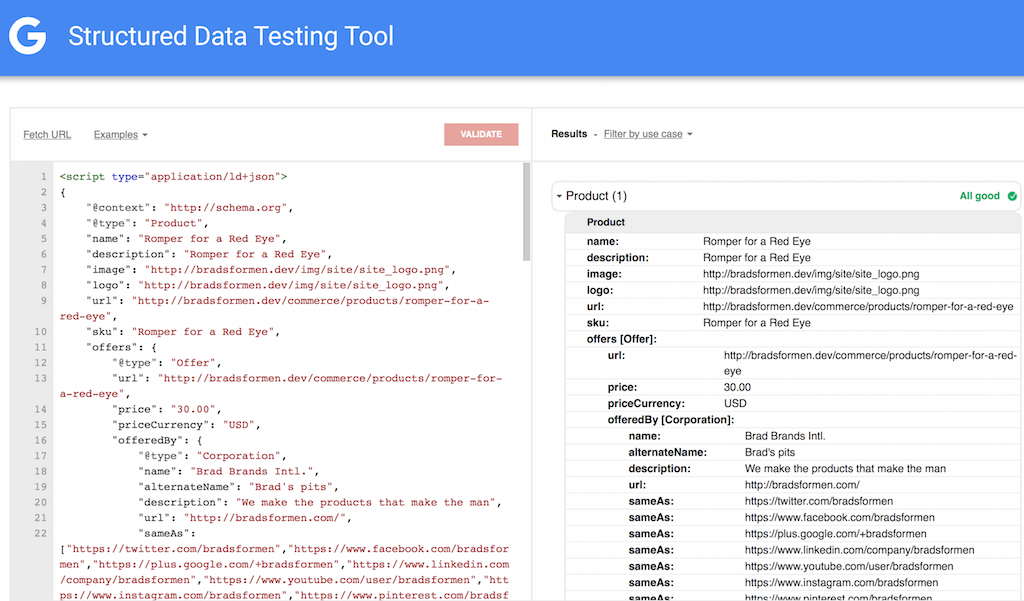 G Structured Data Testing Tool
Fetch URL Examples VALIDATE
1 <script type="application/ld+json">
2 {
3 "@context": "http://schema.org",
4 "@type": "Product",
5 "name": "Romper for a Red Eye",
6 "description": "Romper for a Red Eye",
7 "image": "http://bradsformen.dev/img/site/site_logo.png",
8 "logo": "http://bradsformen.dev/img/site/site_logo.png",
9 "url": "http://bradsformen.dev/commerce/products/romper-for-a-
red-eye",
10 "sku": "Romper for a Red Eye",
11 "offers": {
12 "@type": "Offer",
13 "url": "http://bradsformen.dev/commerce/products/romper-for-
a-red-eye",
14 "price": "30.00",
15 "priceCurrency": "USD",
16 "offeredBy": {
17 "@type": "Corporation",
18 "name": "Brad Brands Intl.",
19 "alternateName": "Brad's pits",
20 "description": "We make the products that make the man",
21 "url": "http://bradsformen.com/",
22 "sameAs":
["https://twitter.com/bradsformen","https://www.facebook.com/bradsfor
men","https://plus.google.com/+bradsformen","https://www.linkedin.com
/company/bradsformen","https://www.youtube.com/user/bradsformen","htt
ps://www.instagram.com/bradsformen","https://www.pinterest.com/bradsf
Results - Filter by use case
Product (1) All good
Product
name: Romper for a Red Eye
description: Romper for a Red Eye
image: http://bradsformen.dev/img/site/site_logo.png
logo: http://bradsformen.dev/img/site/site_logo.png
url: http://bradsformen.dev/commerce/products/romper-for-a-red-eye
sku: Romper for a Red Eye
offers [Offer]:
url: http://bradsformen.dev/commerce/products/romper-for-a-red-
eye
price: 30.00
priceCurrency: USD
offeredBy [Corporation]:
name: Brad Brands Intl.
alternateName: Brad's pits
description: We make the products that make the man
url: http://bradsformen.com/
sameAs: https://twitter.com/bradsformen
sameAs: https://www.facebook.com/bradsformen
sameAs: https://plus.google.com/+bradsformen
sameAs: https://www.linkedin.com/company/bradsformen
sameAs: https://www.youtube.com/user/bradsformen
sameAs: https://www.instagram.com/bradsformen
sameAs: https://www.pinterest.com/bradsformen